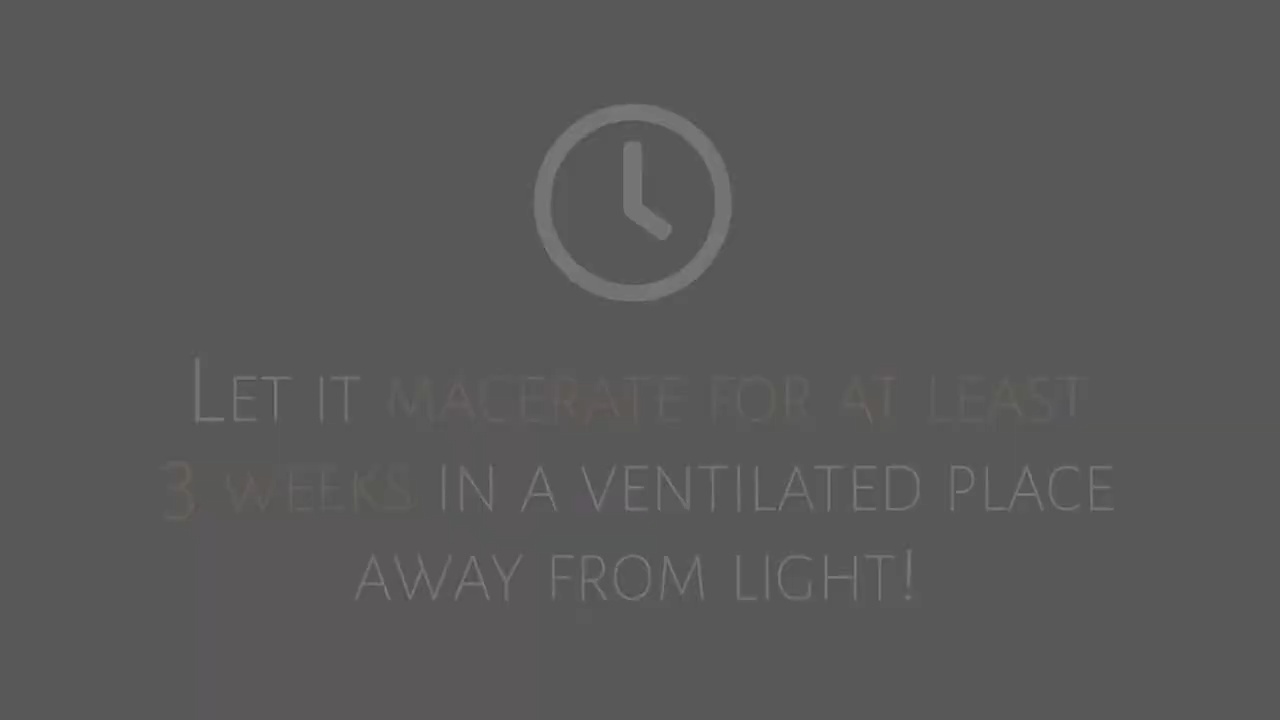 Let it macerate for at least
3 weeks in a ventilated place
away from light!